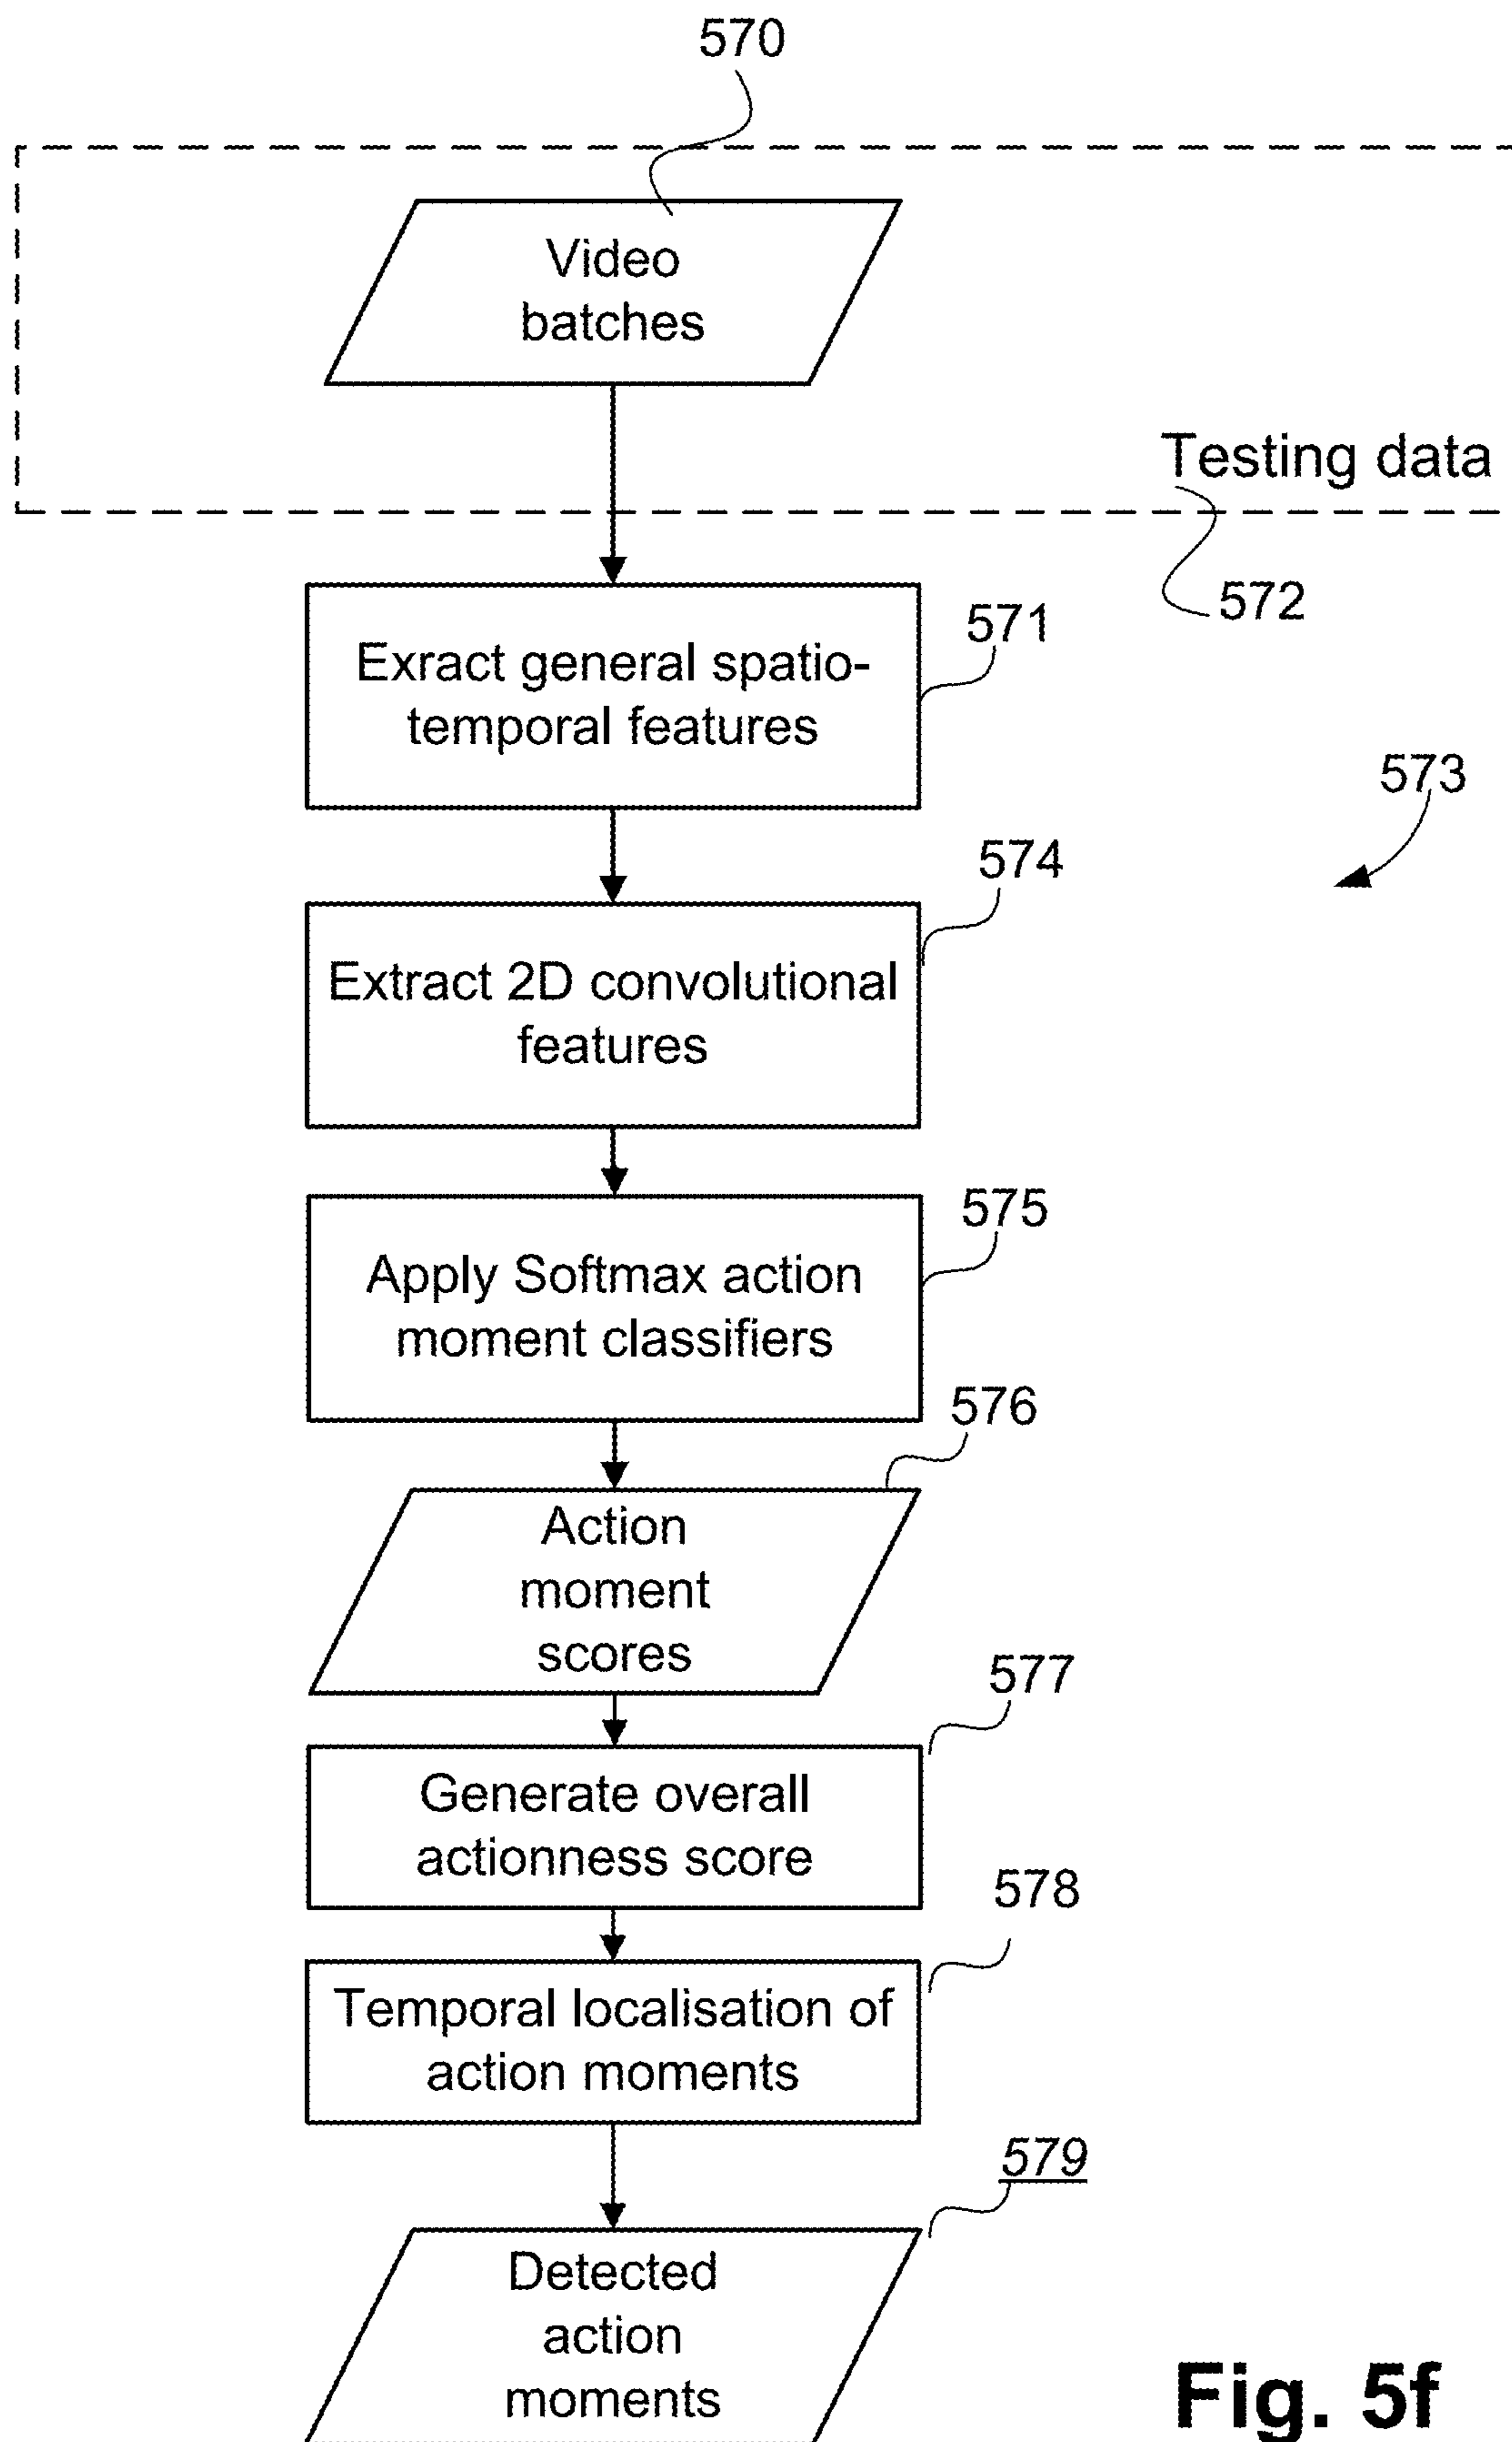 570
Video
batches
Testing data
572
Exract general spatio-
temporal features
571
573
574
Extract 2D convolutional
features
575
Apply Softmax action
moment classifiers
576
Action
moment
scores
577
Generate overall
actionness score
578
Temporal localisation of
action moments
579
Detected
action
moments
Fig. 5f